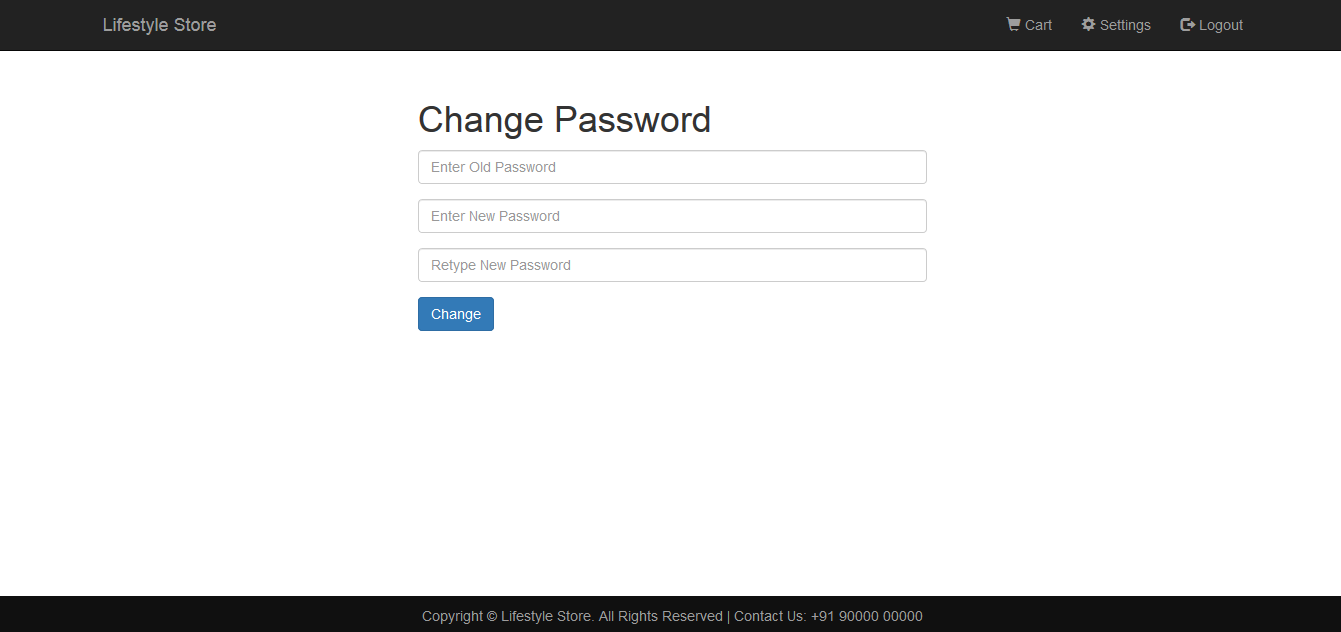 Lifestyle Store Cart Settings Logout
Change Password
Enter Old Password
Enter New Password
Retype New Password
Change
Copyright © Lifestyle Store. All Rights Reserved | Contact Us: +91 90000 00000